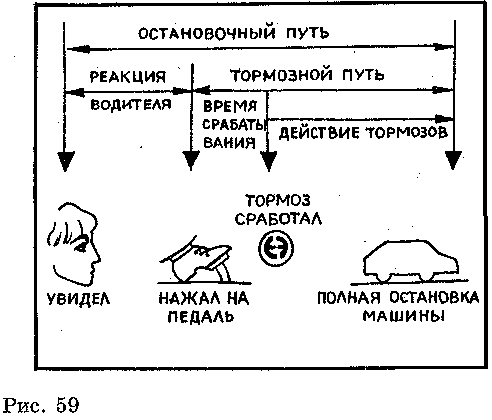 ОСТАНОВОЧНЫЙ ПУТЬ
РЕАКЦИЯ
ВОДИТЕЛЯ
ТОРМОЗНОЙ ПУТЬ
ВРЕМЯ
СРАБАТЫ
ВАНИЯ
ДЕЙСТВИЕ ТОРМОЗОВ
ТОРМОЗ
СРАБОТАЛ
УВИДЕЛ
НАЖАЛ НА
ПЕДАЛЬ
ПОЛНАЯ ОСТАНОВКА
МАШИНЫ
Рис. 59